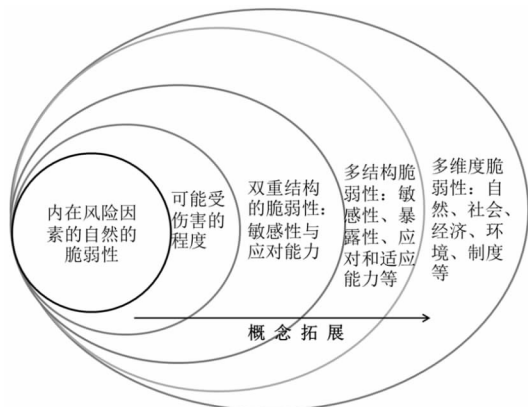 内在风险因
素的自然的
脆弱性
可能受
伤害的
程度
双重结构
的脆弱性：
敏感性与
应对能力
多结构脆
弱性：敏
感性、暴
露性、应
对和适应
能力等
多维度脆
弱性：自
然、社会、
经济、环
境、制度
等
概念拓展